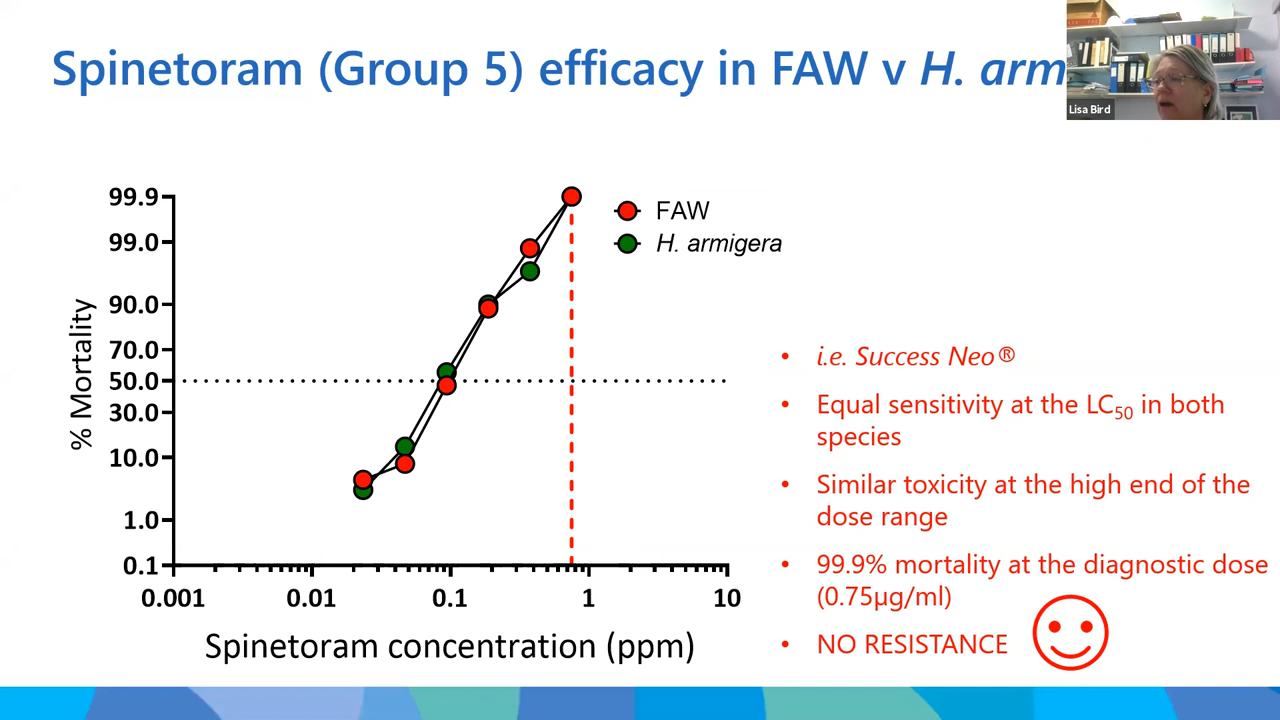 Spinetoram (Group 5) efficacy in FAW v H. arm
Lisa Bird
99.9
99.0
90.0
70.0
50.0
30.0
10.0
1.0
0.1
% Mortality
0.001
0.01
0.1
1
10
Spinetoram concentration (ppm)
FAW
H. armigera
• i.e. Success Neo®
• Equal sensitivity at the LC50 in both
species
• Similar toxicity at the high end of the
dose range
• 99.9% mortality at the diagnostic dose
(0.75µg/ml)
• NO RESISTANCE